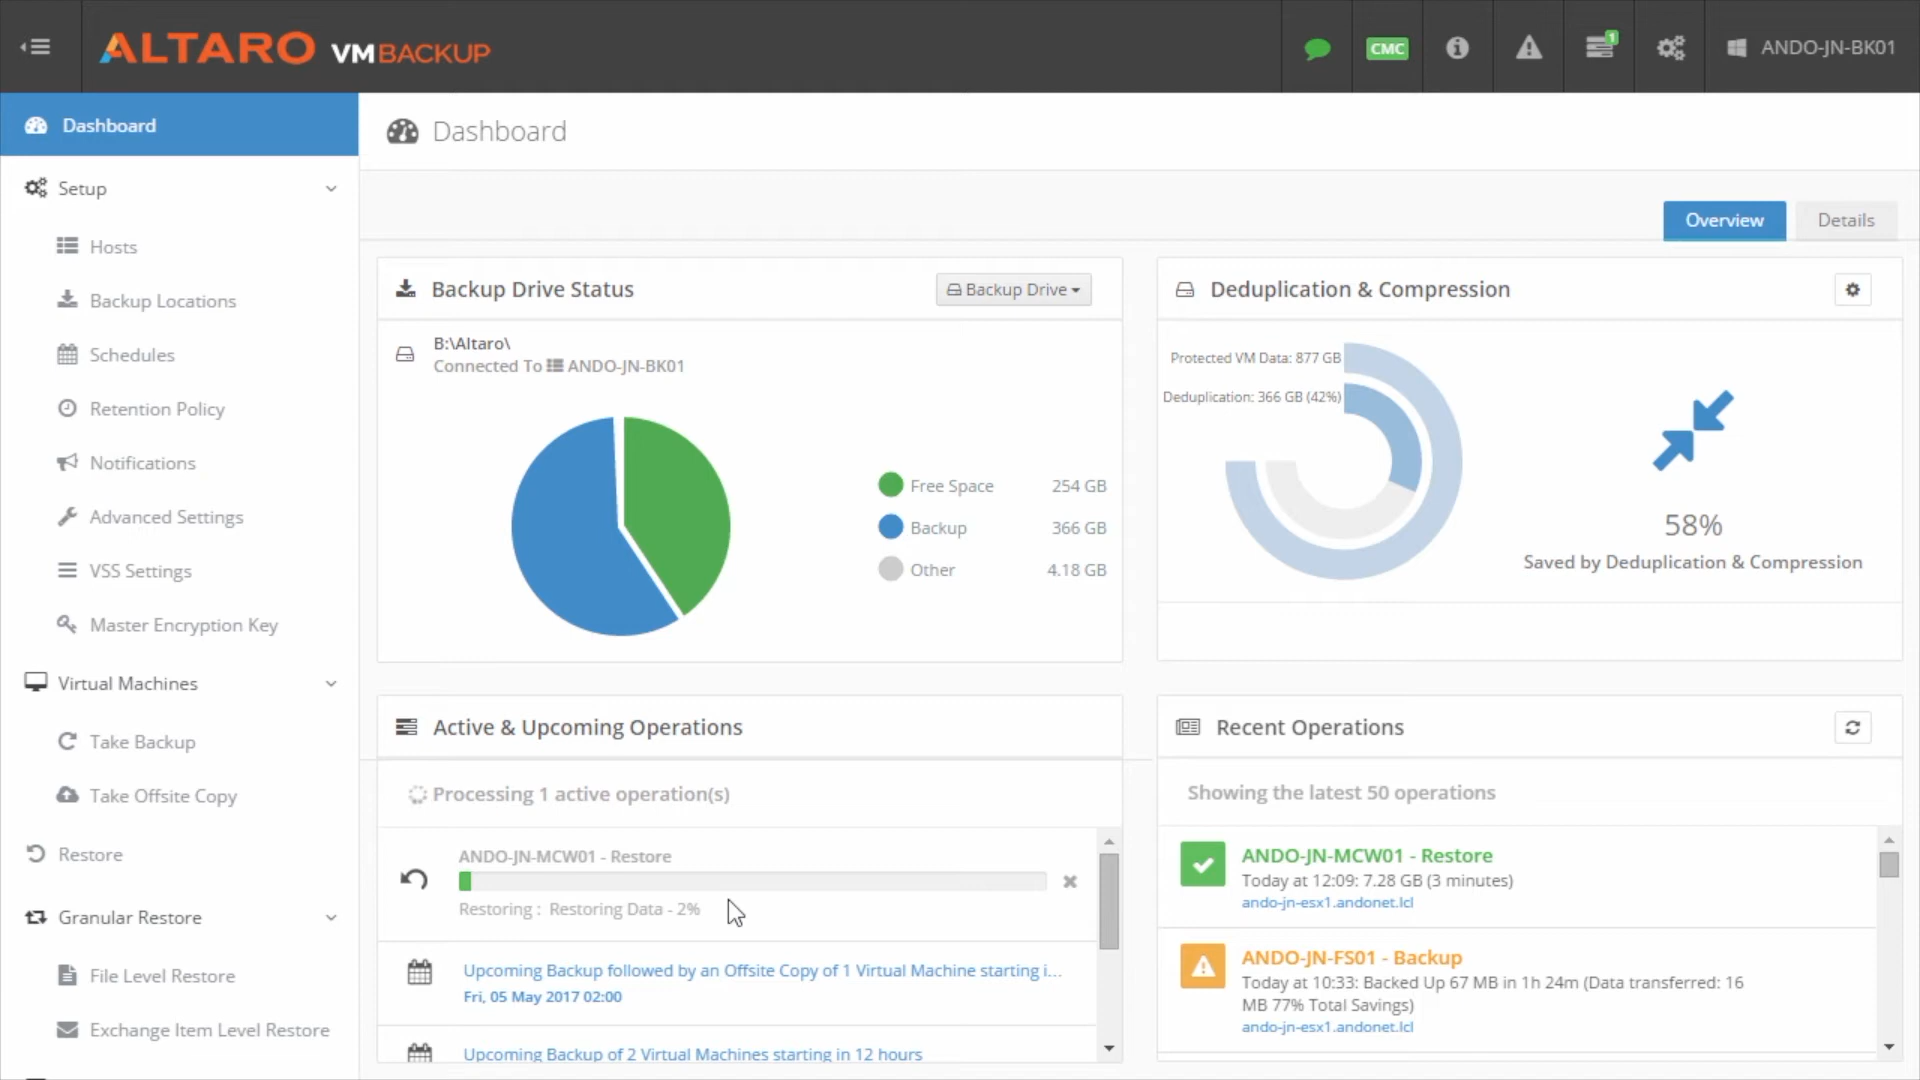 ALTARO VMBACKUP
CMC
1
ANDO-JN-BK01
Dashboard
Setup
Hosts
Backup Locations
Schedules
Retention Policy
Notifications
Advanced Settings
VSS Settings
Master Encryption Key
Virtual Machines
Take Backup
Take Offsite Copy
Restore
Granular Restore
File Level Restore
Exchange Item Level Restore
Dashboard
Overview
Details
Backup Drive Status
Backup Drive
B:\Altaro\
Connected To ANDO-JN-BK01
Free Space 254 GB
Backup 366 GB
Other 4.18 GB
Deduplication & Compression
Protected VM Data: 877 GB
Deduplication: 366 GB (42%)
58%
Saved by Deduplication & Compression
Active & Upcoming Operations
Processing 1 active operation(s)
ANDO-JN-MCW01 - Restore
Restoring : Restoring Data - 2%
Upcoming Backup followed by an Offsite Copy of 1 Virtual Machine starting i...
Fri, 05 May 2017 02:00
Upcoming Backup of 2 Virtual Machines starting in 12 hours
Recent Operations
Showing the latest 50 operations
ANDO-JN-MCW01 - Restore
Today at 12:09: 7.28 GB (3 minutes)
ando-jn-esx1.andonet.lcl
ANDO-JN-FS01 - Backup
Today at 10:33: Backed Up 67 MB in 1h 24m (Data transferred: 16
MB 77% Total Savings)
ando-jn-esx1.andonet.lcl